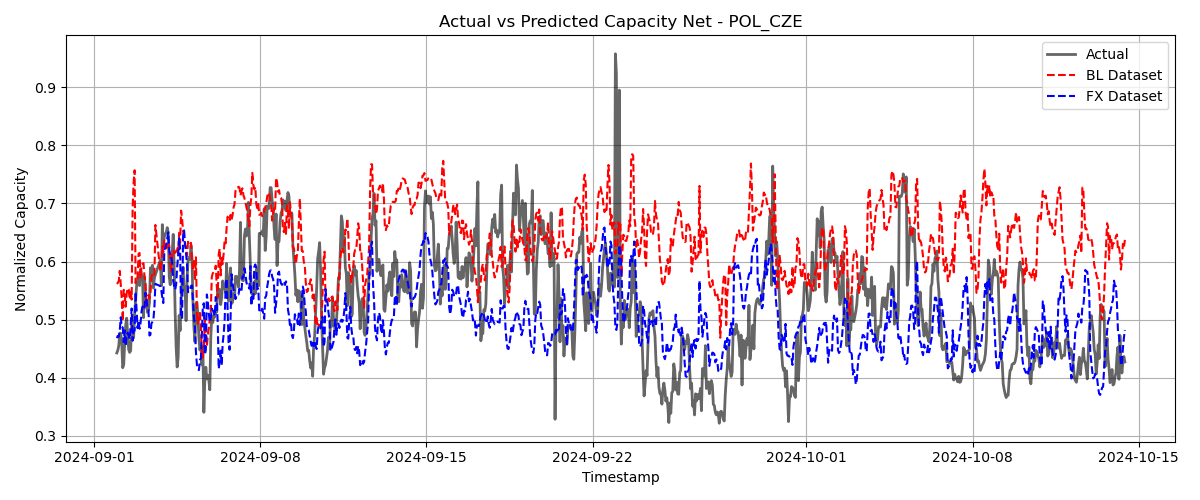 Actual vs Predicted Capacity Net - POL_CZE
Actual
BL Dataset
FX Dataset
Normalized Capacity
0.9
0.8
0.7
0.6
0.5
0.4
0.3
2024-09-01
2024-09-08
2024-09-15
2024-09-22
2024-10-01
2024-10-08
2024-10-15
Timestamp